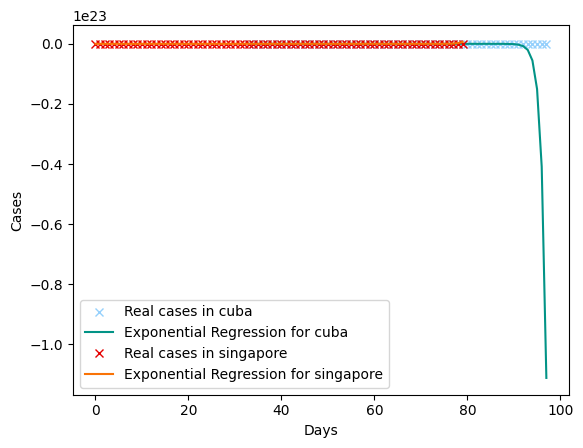 1e23
0.0
−0.2
−0.4
−0.6
−0.8
−1.0
Cases
Real cases in cuba
Exponential Regression for cuba
Real cases in singapore
Exponential Regression for singapore
0 20 40 60 80 100
Days